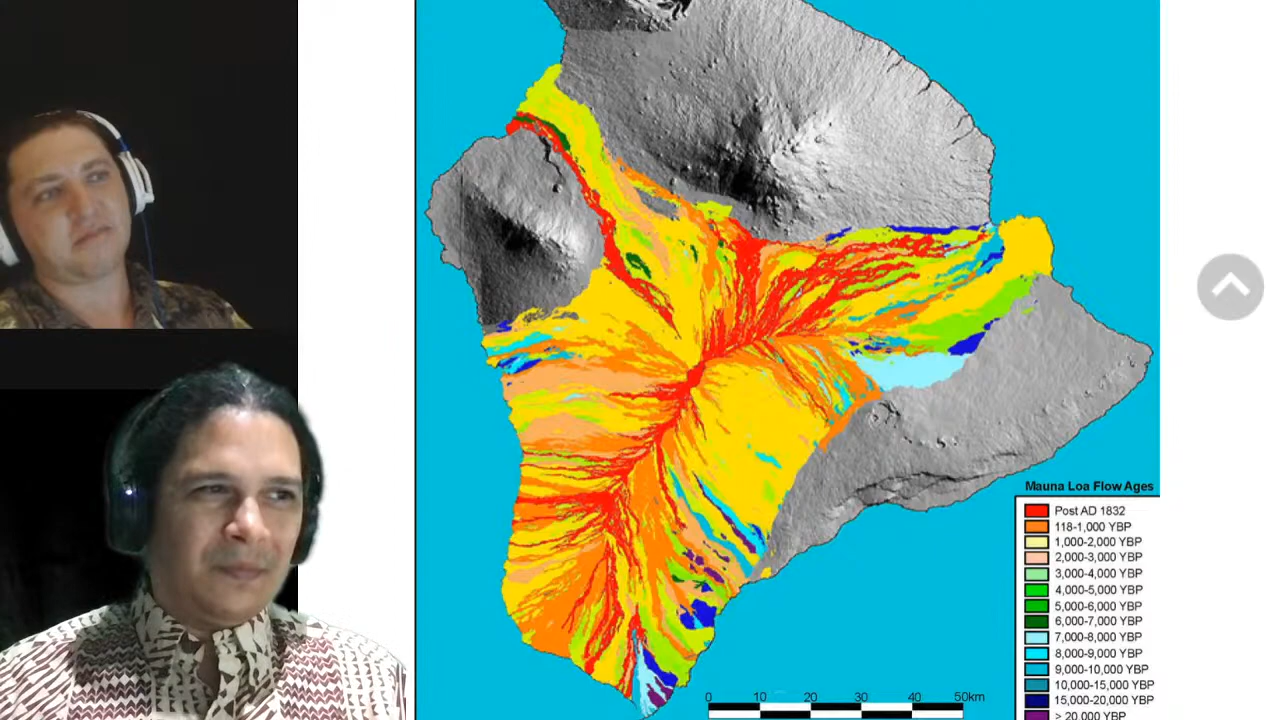 Mauna Loa Flow Ages
Post AD 1832
118-1,000 YBP
1,000-2,000 YBP
2,000-3,000 YBP
3,000-4,000 YBP
4,000-5,000 YBP
5,000-6,000 YBP
6,000-7,000 YBP
7,000-8,000 YBP
8,000-9,000 YBP
9,000-10,000 YBP
10,000-15,000 YBP
15,000-20,000 YBP
> 20,000 YBP
0 10 20 30 40 50km